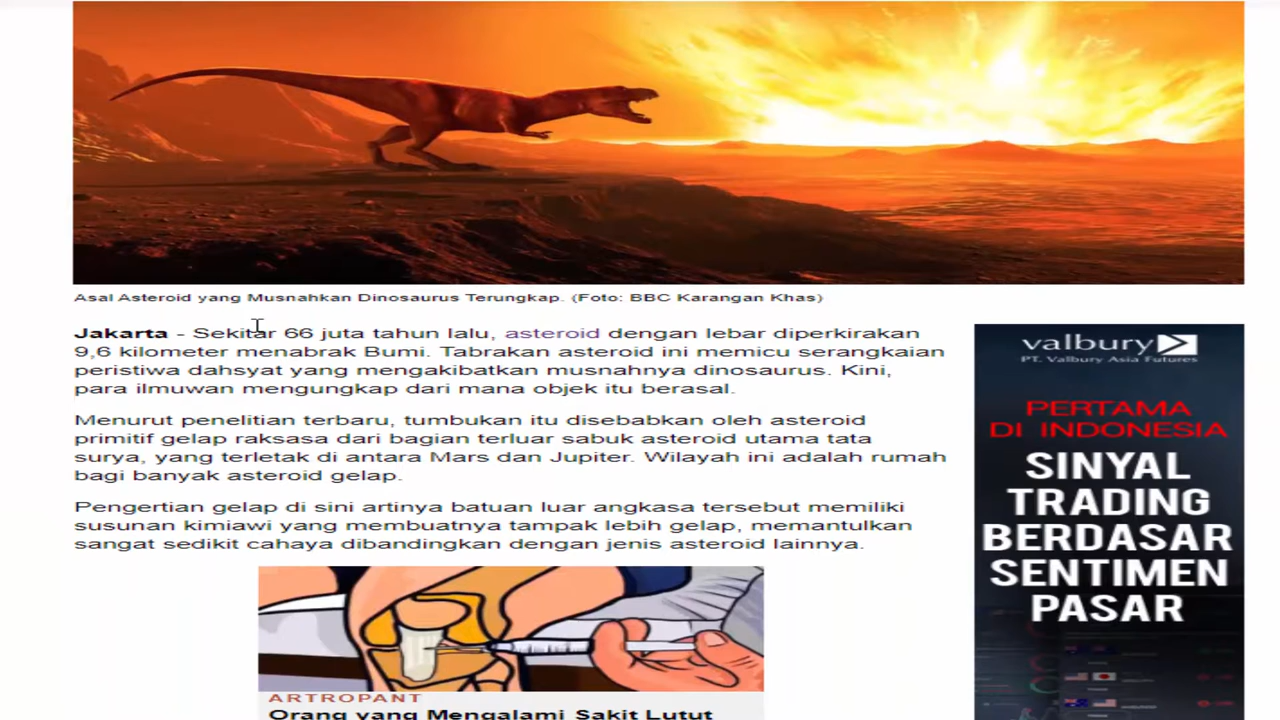 Asal Asteroid yang Musnahkan Dinosaurus Terungkap. (Foto: BBC Karangan Khas)
Jakarta - Sekitar 66 juta tahun lalu, asteroid dengan lebar diperkirakan
9,6 kilometer menabrak Bumi. Tabrakan asteroid ini memicu serangkaian
peristiwa dahsyat yang mengakibatkan musnahnya dinosaurus. Kini,
para ilmuwan mengungkap dari mana objek itu berasal.
Menurut penelitian terbaru, tumbukan itu disebabkan oleh asteroid
primitif gelap raksasa dari bagian terluar sabuk asteroid utama tata
surya, yang terletak di antara Mars dan Jupiter. Wilayah ini adalah rumah
bagi banyak asteroid gelap.
Pengertian gelap di sini artinya batuan luar angkasa tersebut memiliki
susunan kimiawi yang membuatnya tampak lebih gelap, memantulkan
sangat sedikit cahaya dibandingkan dengan jenis asteroid lainnya.
ARTROPANT
Orang yang Mengalami Sakit Lutut
valbury
PT. Valbury Asia Futures
PERTAMA
DI INDONESIA
SINYAL
TRADING
BERDASAR
SENTIMEN
PASAR